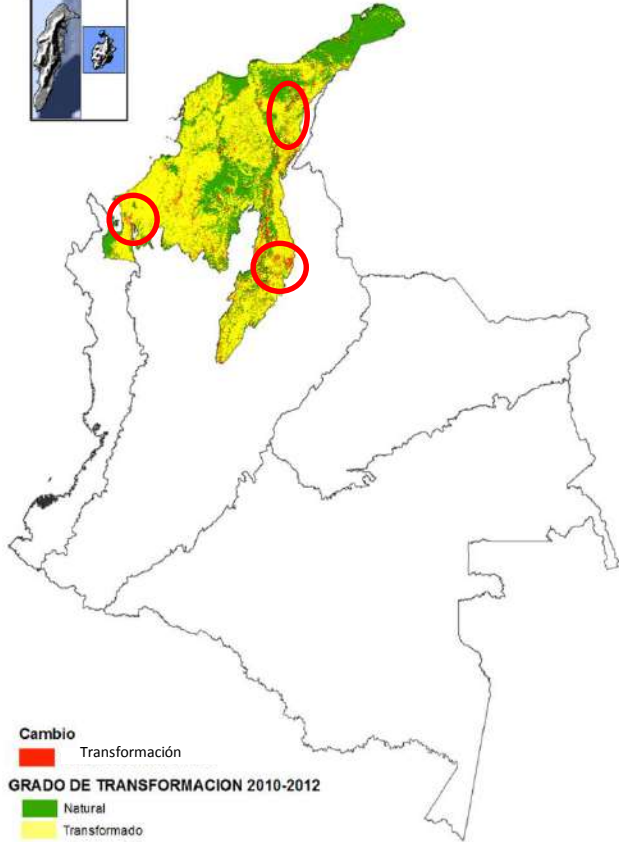 Cambio
Transformación
GRADO DE TRANSFORMACION 2010-2012
Natural
Transformado